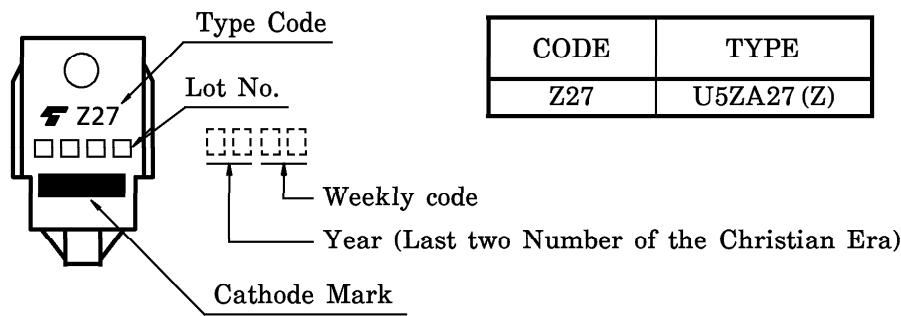 Type Code
CODE TYPE
Lot No.
Z27 U5ZA27 (Z)
Z27
Weekly code
Year (Last two Number of the Christian Era)
Cathode Mark